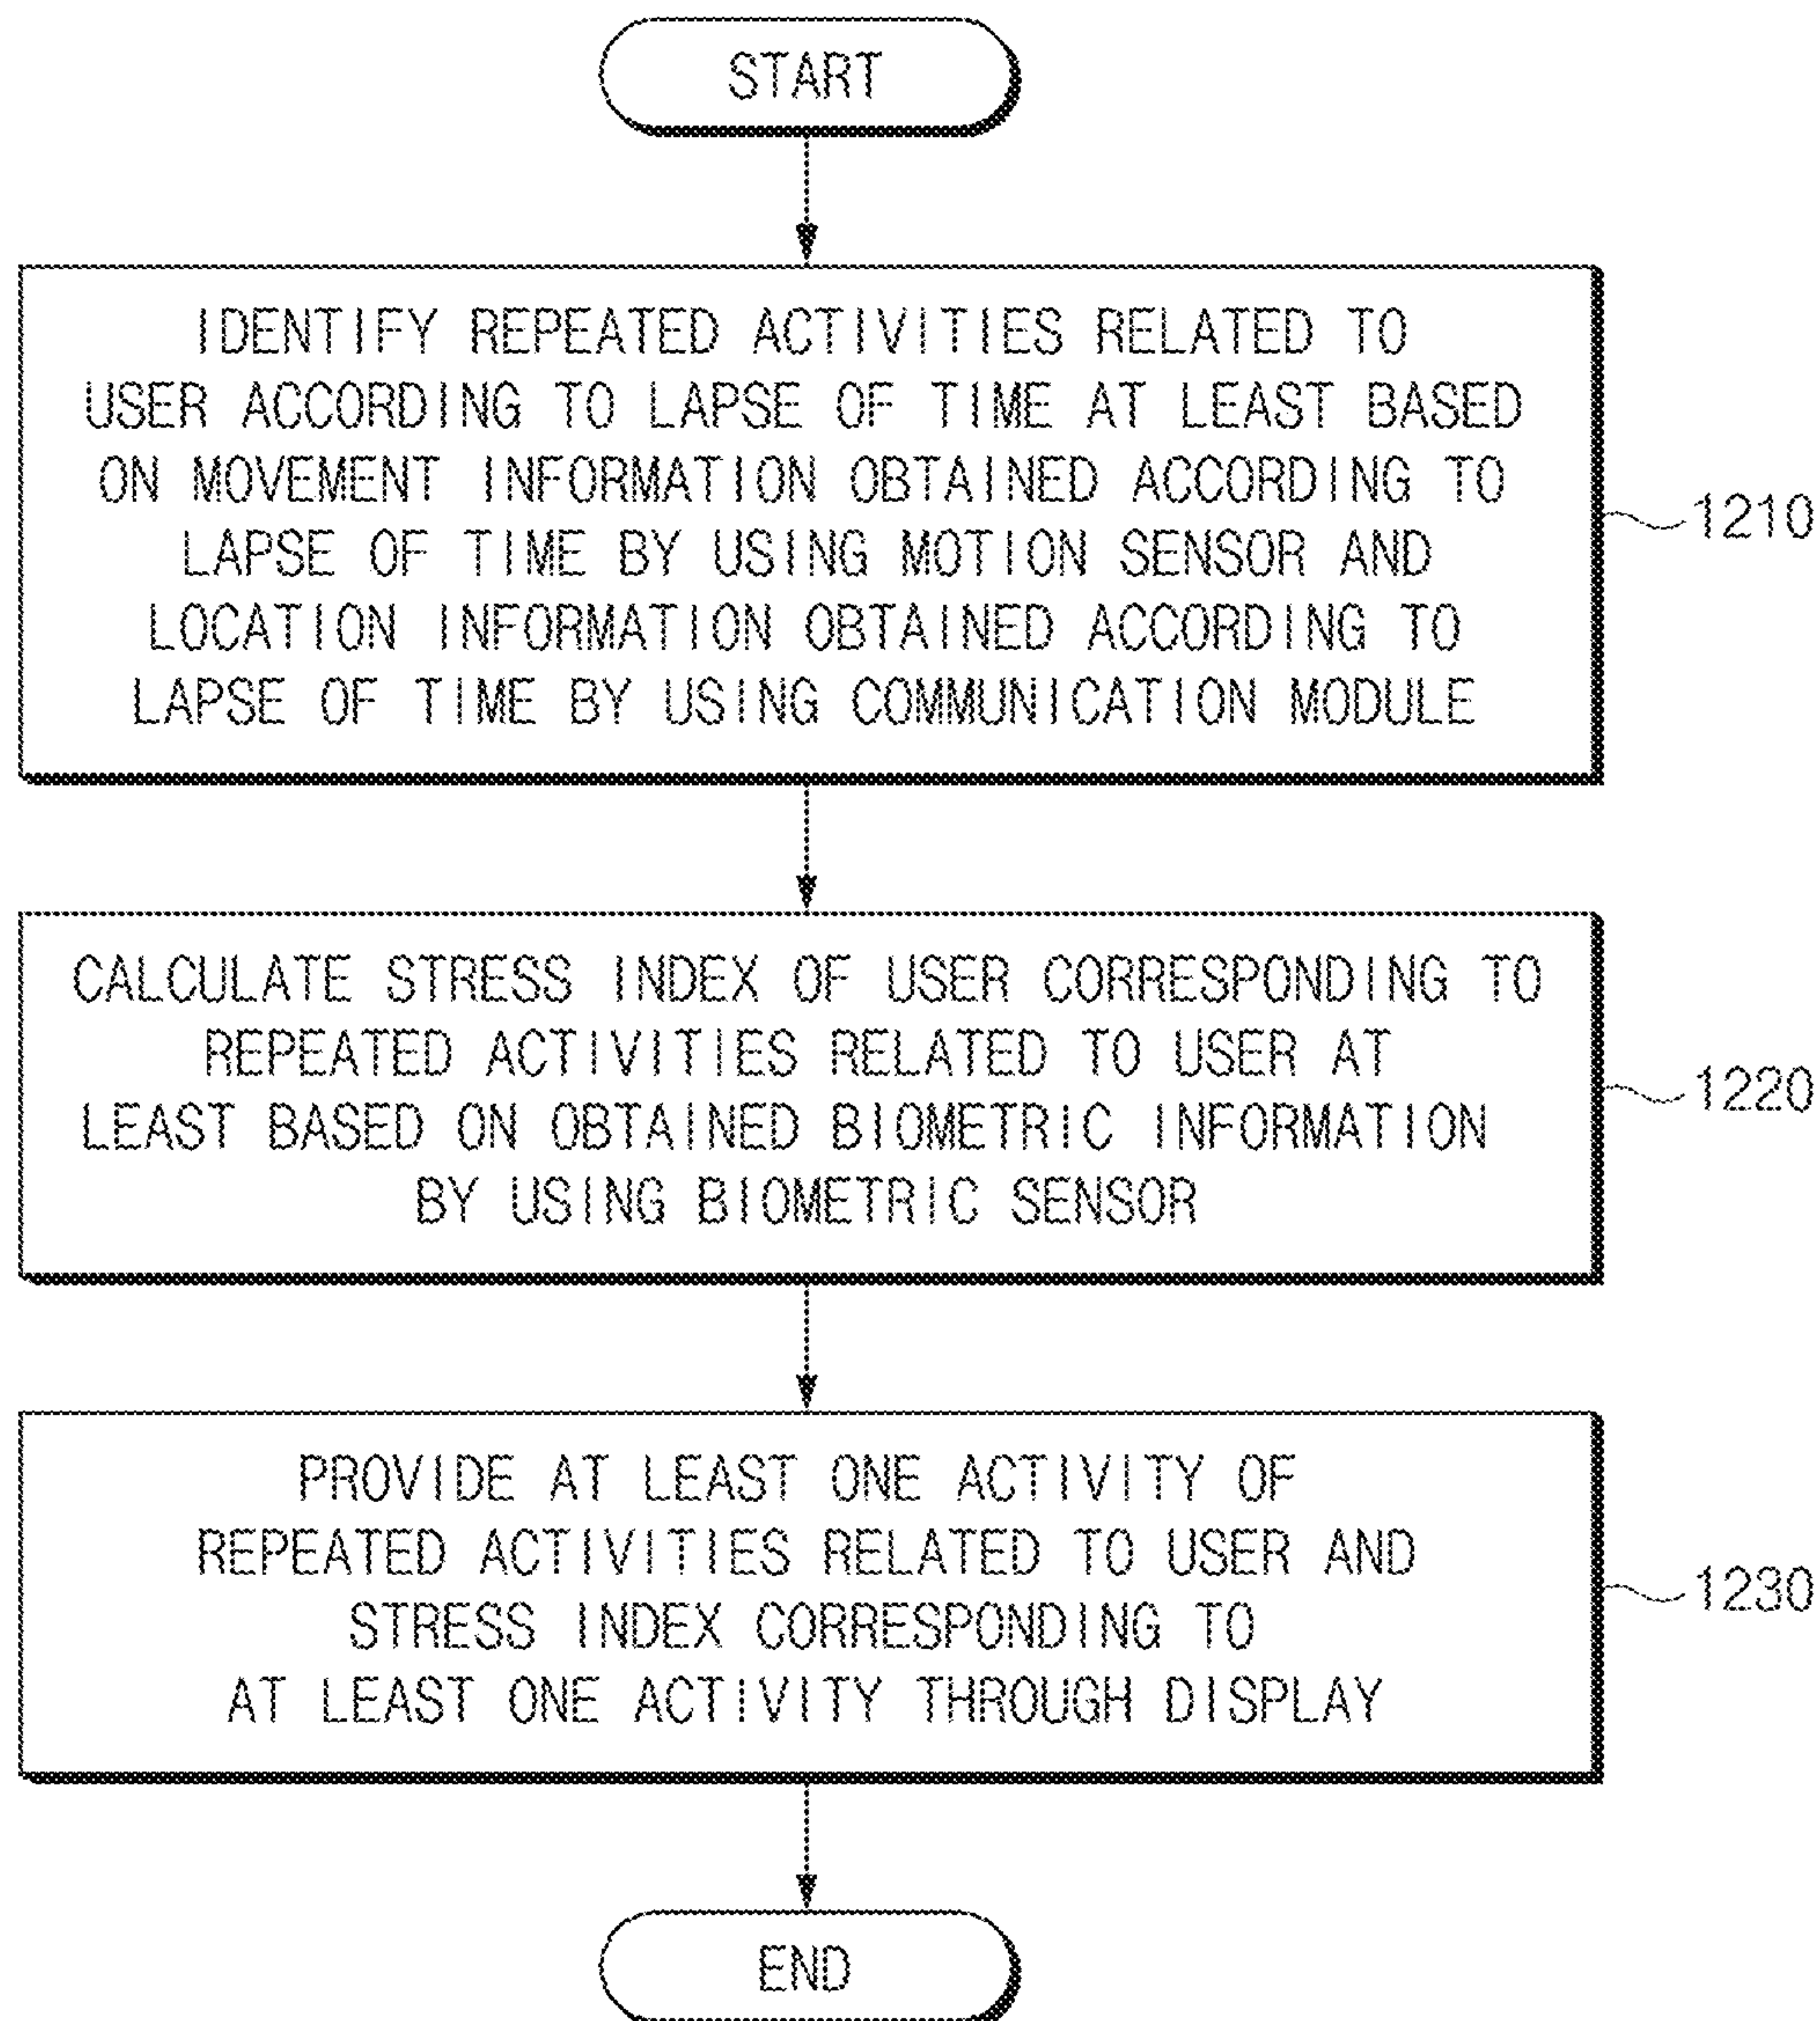 START
IDENTIFY REPEATED ACTIVITIES RELATED TO
USER ACCORDING TO LAPSE OF TIME AT LEAST BASED
ON MOVEMENT INFORMATION OBTAINED ACCORDING TO
LAPSE OF TIME BY USING MOTION SENSOR AND
LOCATION INFORMATION OBTAINED ACCORDING TO
LAPSE OF TIME BY USING COMMUNICATION MODULE
1210
CALCULATE STRESS INDEX OF USER CORRESPONDING TO
REPEATED ACTIVITIES RELATED TO USER AT
LEAST BASED ON OBTAINED BIOMETRIC INFORMATION
BY USING BIOMETRIC SENSOR
1220
PROVIDE AT LEAST ONE ACTIVITY OF
REPEATED ACTIVITIES RELATED TO USER AND
STRESS INDEX CORRESPONDING TO
AT LEAST ONE ACTIVITY THROUGH DISPLAY
1230
END